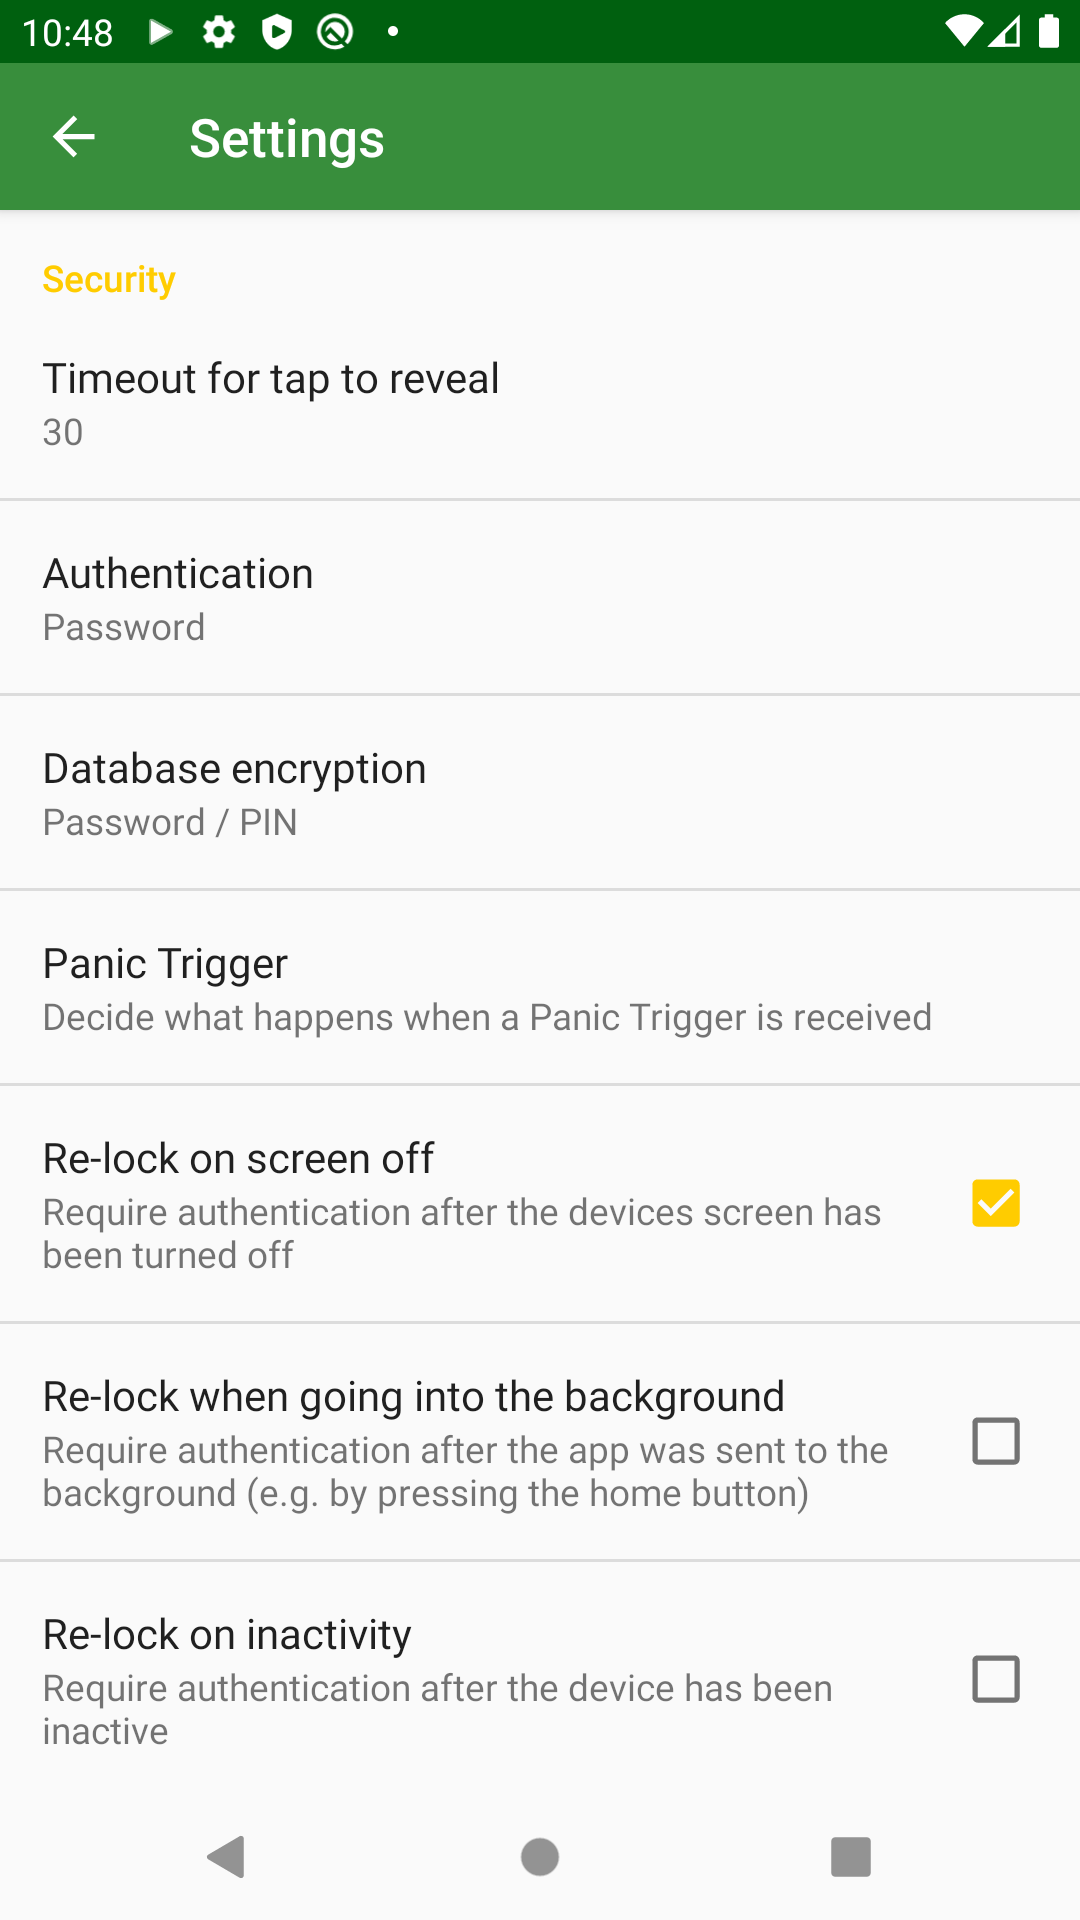 10:48
Settings
Security
Timeout for tap to reveal
30
Authentication
Password
Database encryption
Password / PIN
Panic Trigger
Decide what happens when a Panic Trigger is received
Re-lock on screen off
Require authentication after the devices screen has
been turned off
Re-lock when going into the background
Require authentication after the app was sent to the
background (e.g. by pressing the home button)
Re-lock on inactivity
Require authentication after the device has been
inactive